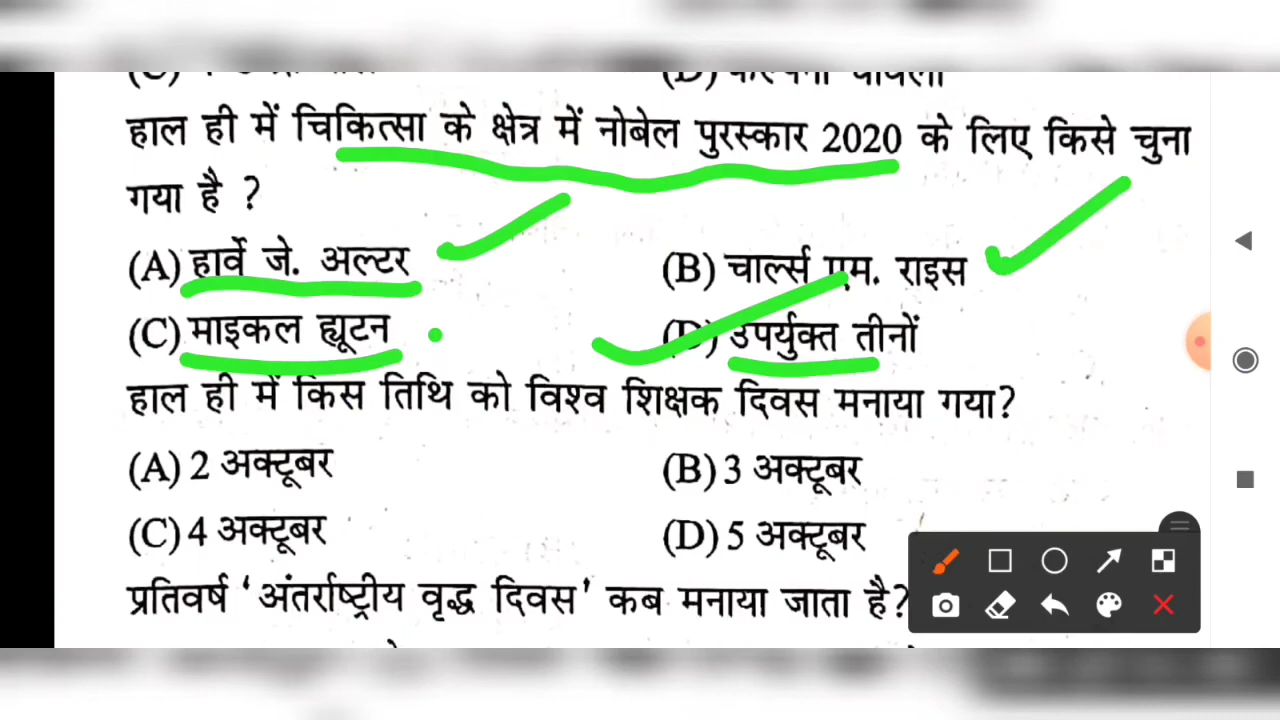 हाल ही में चिकित्सा के क्षेत्र में नोबेल पुरस्कार 2020 के लिए किसे चुना
गया है ?
(A) हार्वे जे. अल्टर (B) चार्ल्स एम. राइस
(C) माइकल ह्यूटन (D) उपर्युक्त तीनों
हाल ही में किस तिथि को विश्व शिक्षक दिवस मनाया गया?
(A) 2 अक्टूबर (B) 3 अक्टूबर
(C) 4 अक्टूबर (D) 5 अक्टूबर
प्रतिवर्ष ‘अंतर्राष्ट्रीय वृद्ध दिवस’ कब मनाया जाता है?